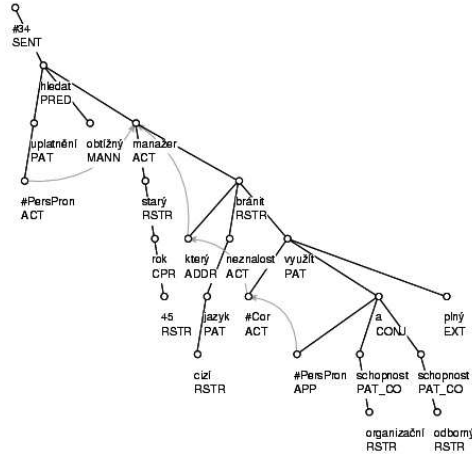 #34
SENT
hledat
PRED
uplatnění obtížný manažer
PAT MANN ACT
#PersPron starý bránit
ACT RSTR RSTR
rok který neznalost využít
CPR ADDR ACT PAT
45 jazyk #Cor a plný
RSTR PAT ACT CONJ EXT
cizí #PersPron schopnost schopnost
RSTR APP PAT_CO PAT_CO
organizační odborný
RSTR RSTR